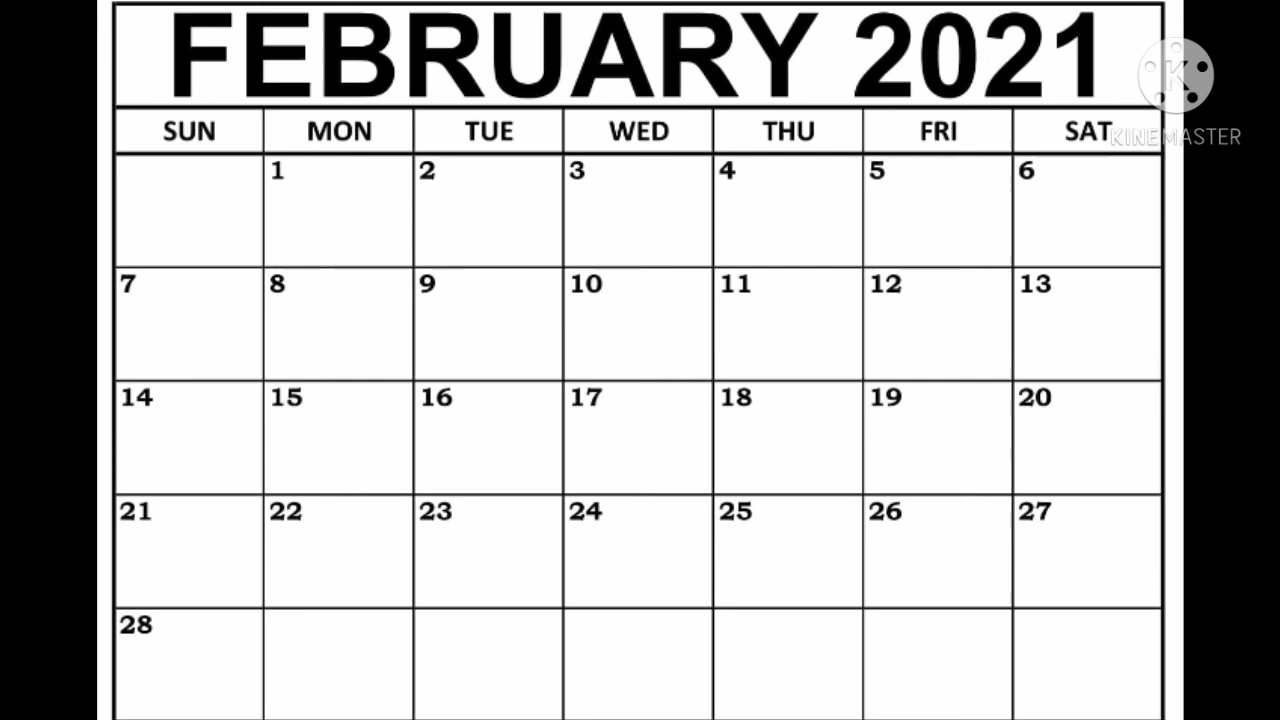 FEBRUARY 2021
K
KINEMASTER
SUN MON TUE WED THU FRI SAT
1 2 3 4 5 6
7 8 9 10 11 12 13
14 15 16 17 18 19 20
21 22 23 24 25 26 27
28